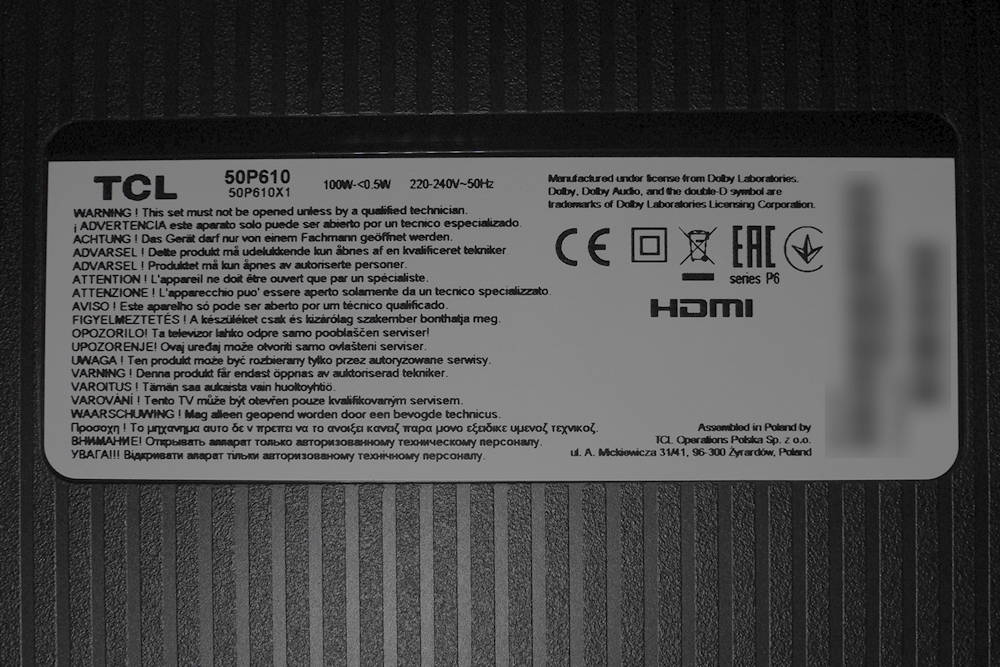 TCL
50P610
50P610X1
100W-<0.5W
220-240V~50Hz
WARNING ! This set must not be opened unless by a qualified technician.
¡ ADVERTENCIA este aparato solo puede ser abierto por un tecnico especializado.
ACHTUNG ! Das Gerät darf nur von einem Fachmann geöffnet werden.
ADVARSEL ! Dette produkt må udelukkende kun åbnes af en kvalificeret tekniker
ADVARSEL ! Produktet må kun åpnes av autoriserte personer.
ATTENTION ! L'appareil ne doit être ouvert que par un spécialiste.
ATTENZIONE ! L'apparecchio puo' essere aperto solamente da un tecnico specializzato.
AVISO ! Este aparelho só pode ser aberto por um técnico qualificado.
FIGYELMEZTETÉS ! A készüléket csak és kizárólag szakember bonthatja meg.
OPOZORILO! Ta televizor lahko odpre samo pooblaščen serviser!
UPOZORENJE! Ovaj uređaj može otvoriti samo ovlašteni serviser.
UWAGA ! Ten produkt może być rozbierany tylko przez autoryzowane serwisy.
VARNING ! Denna produkt får endast öppnas av auktoriserad tekniker.
VAROITUS ! Tämän saa aukaista vain huoltoyhtiö.
VAROVÁNÍ ! Tento TV může být otevřen pouze kvalifikovaným servisem.
WAARSCHUWING ! Mag alleen geopend worden door een bevogde technicus.
Προσοχη ! Το μηχανημα αυτο δε ν πρεπει να το ανοιξει κανεiζ παρα μονο εξειδικε υμενοζ τεχνικοζ.
ВНИМАНИЕ! Открывать аппарат только авторизованному техническому персоналу.
УВАГА!!! Відкривати апарат тільки авторизованому технічному персоналу.
Manufactured under license from Dolby Laboratories.
Dolby, Dolby Audio, and the double-D symbol are
trademarks of Dolby Laboratories Licensing Corporation.
CE
EAC
series P6
HDMI
Assembled in Poland by
TCL Operations Polska Sp. z o.o.
ul. A. Mickiewicza 31/41, 96-300 Żyrardów, Poland